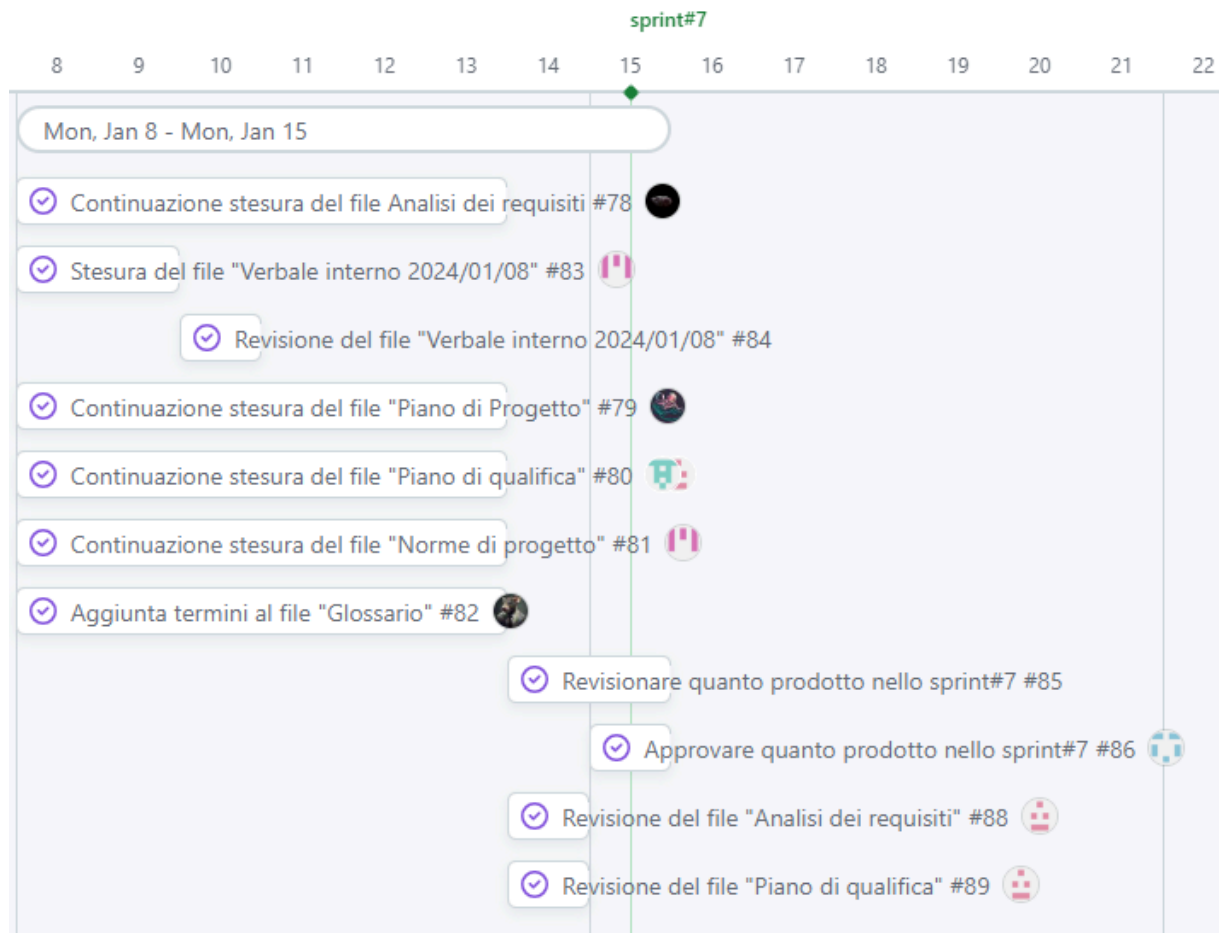 sprint#7
8 9 10 11 12 13 14 15 16 17 18 19 20 21 22
Mon, Jan 8 - Mon, Jan 15
Continuazione stesura del file Analisi dei requisiti #78
Stesura del file "Verbale interno 2024/01/08" #83
Revisione del file "Verbale interno 2024/01/08" #84
Continuazione stesura del file "Piano di Progetto" #79
Continuazione stesura del file "Piano di qualifica" #80
Continuazione stesura del file "Norme di progetto" #81
Aggiunta termini al file "Glossario" #82
Revisionare quanto prodotto nello sprint#7 #85
Approvare quanto prodotto nello sprint#7 #86
Revisione del file "Analisi dei requisiti" #88
Revisione del file "Piano di qualifica" #89